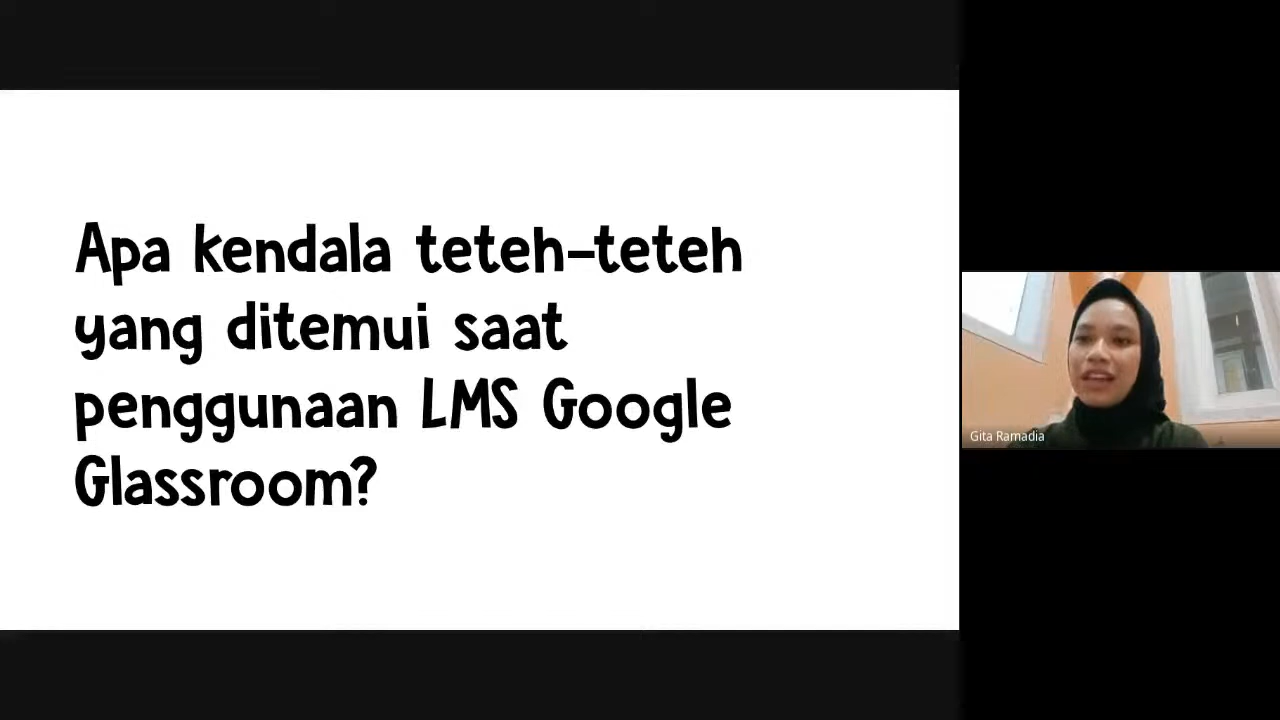 Apa kendala teteh-teteh
yang ditemui saat
penggunaan LMS Google
Glassroom?
Gita Ramadia